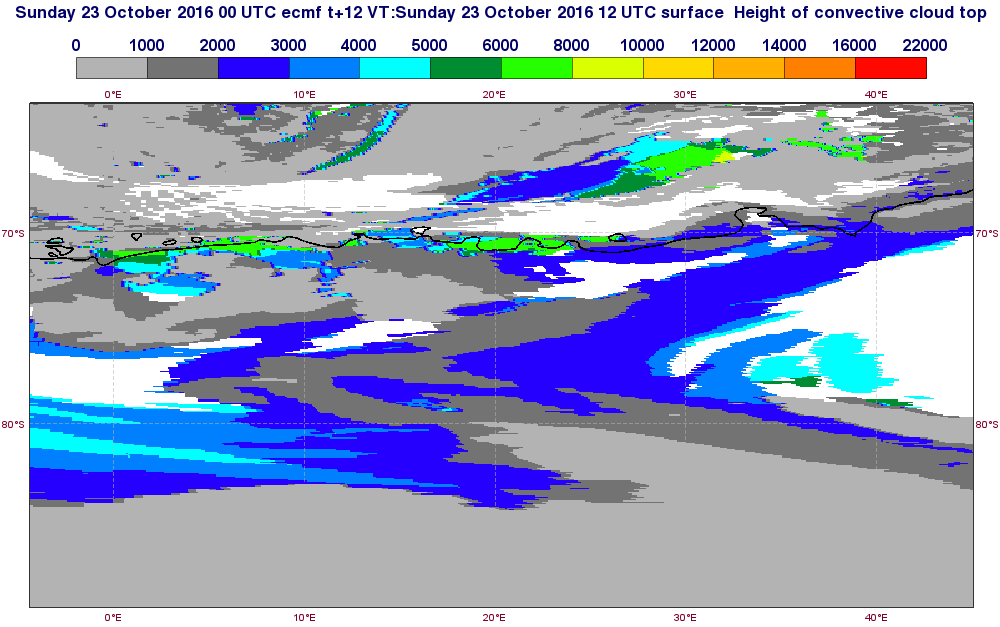 Sunday 23 October 2016 00 UTC ecmf t+12 VT:Sunday 23 October 2016 12 UTC surface  Height of convective cloud top
0 1000 2000 3000 4000 5000 6000 8000 10000 12000 14000 16000 22000
0°E 10°E 20°E 30°E 40°E
70°S 70°S
80°S 80°S
0°E 10°E 20°E 30°E 40°E